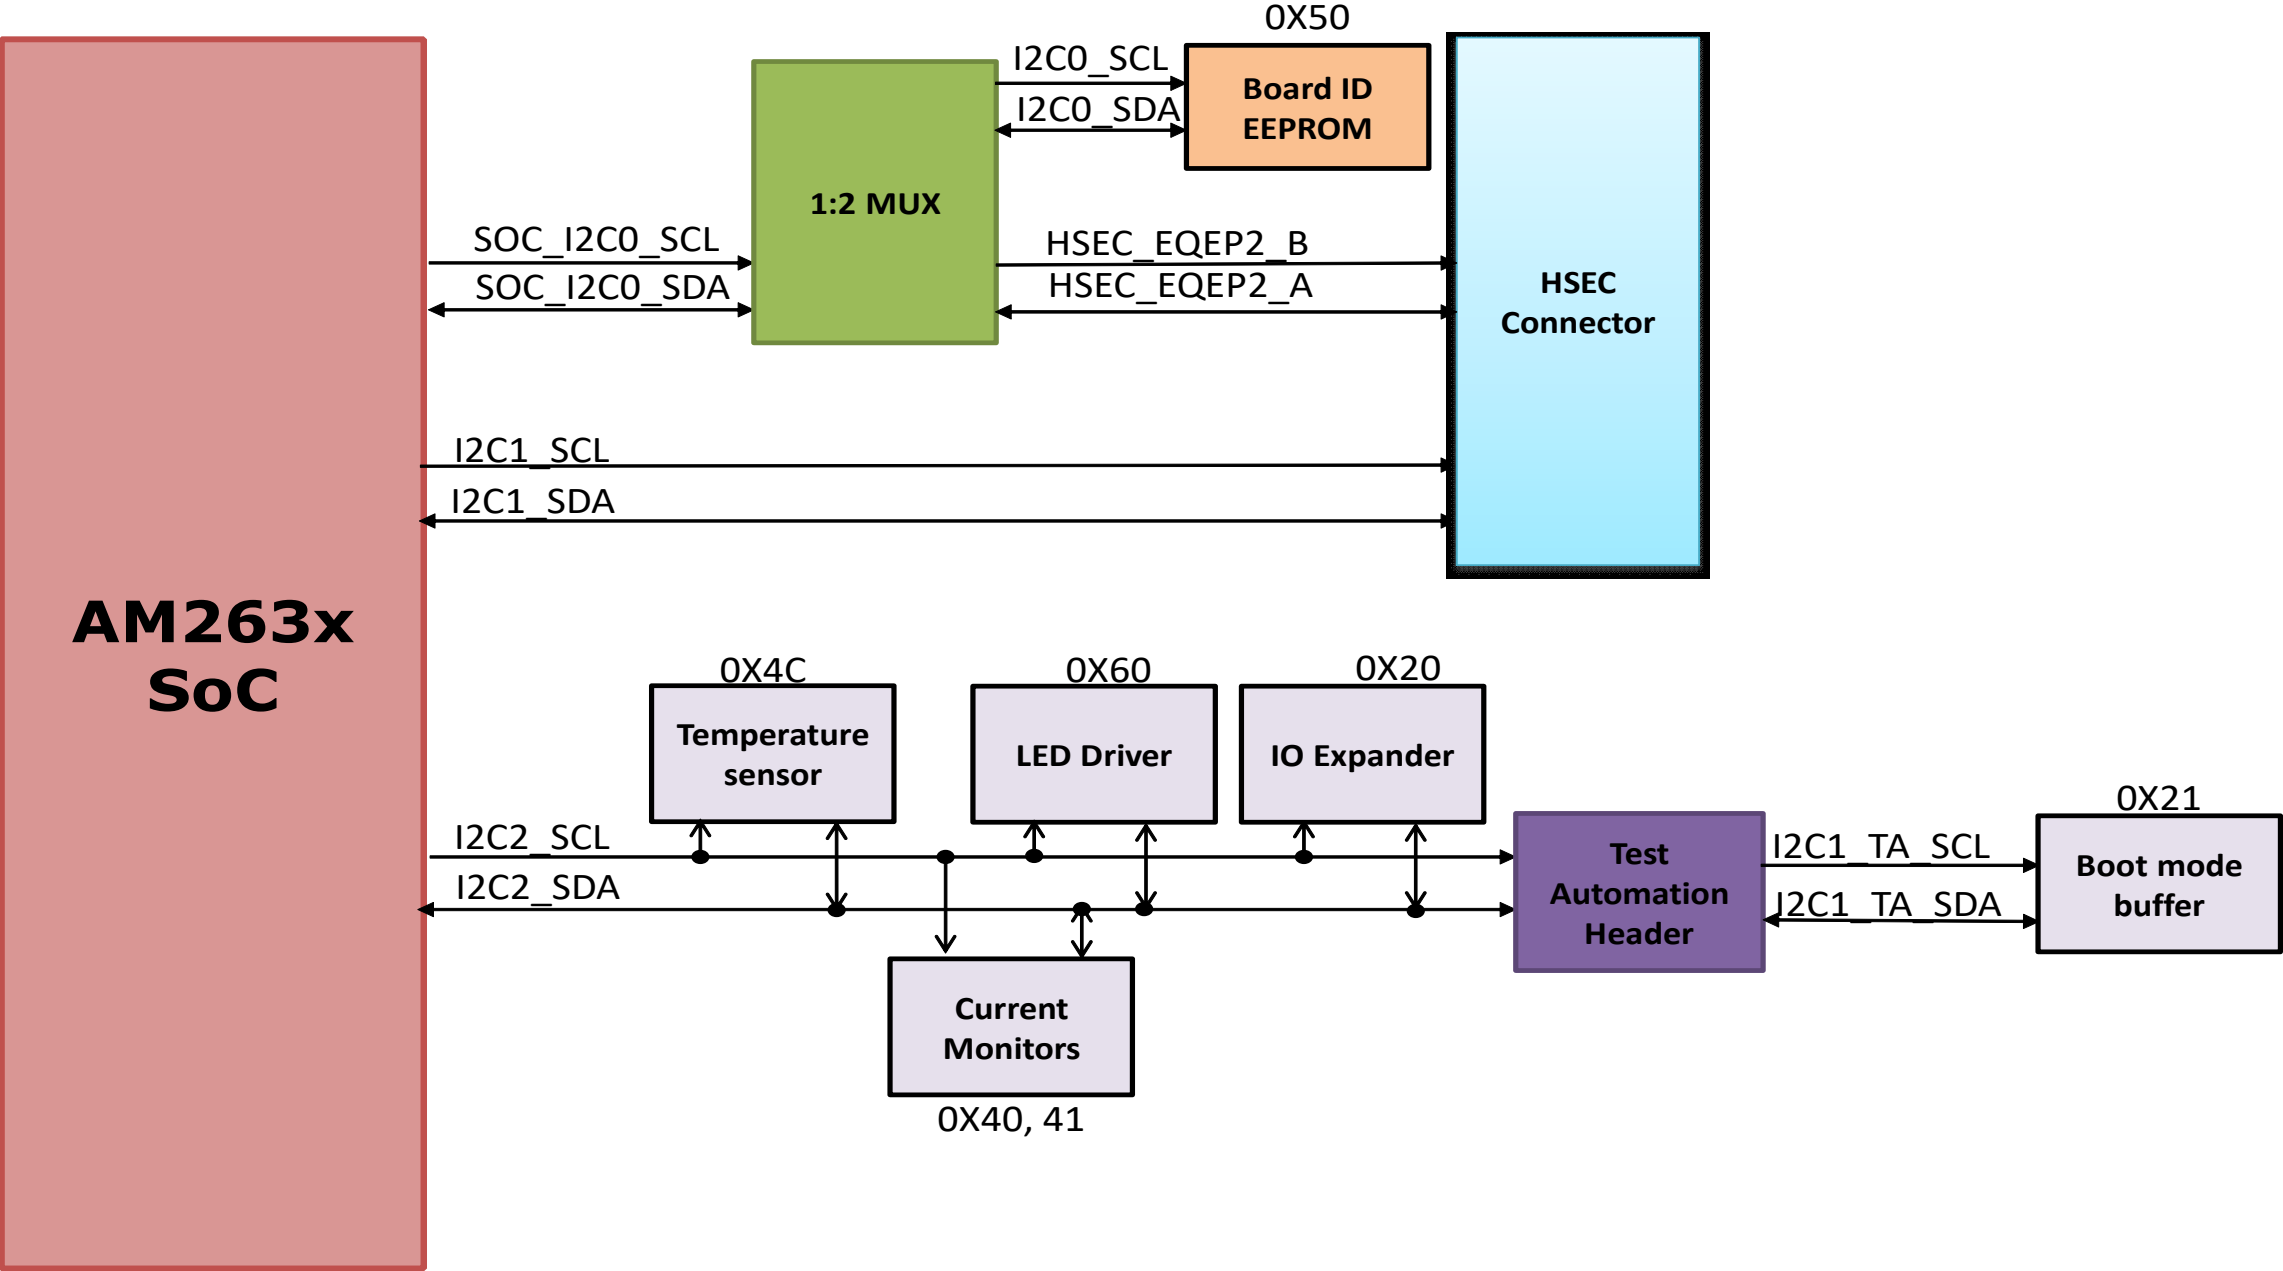 0X50
I2C0_SCL
I2C0_SDA
Board ID
EEPROM
1:2 MUX
SOC_I2C0_SCL
SOC_I2C0_SDA
HSEC_EQEP2_B
HSEC_EQEP2_A
HSEC
Connector
I2C1_SCL
I2C1_SDA
AM263x
SoC
0X4C
Temperature
sensor
0X60
LED Driver
0X20
IO Expander
I2C2_SCL
I2C2_SDA
Test
Automation
Header
I2C1_TA_SCL
I2C1_TA_SDA
0X21
Boot mode
buffer
Current
Monitors
0X40, 41